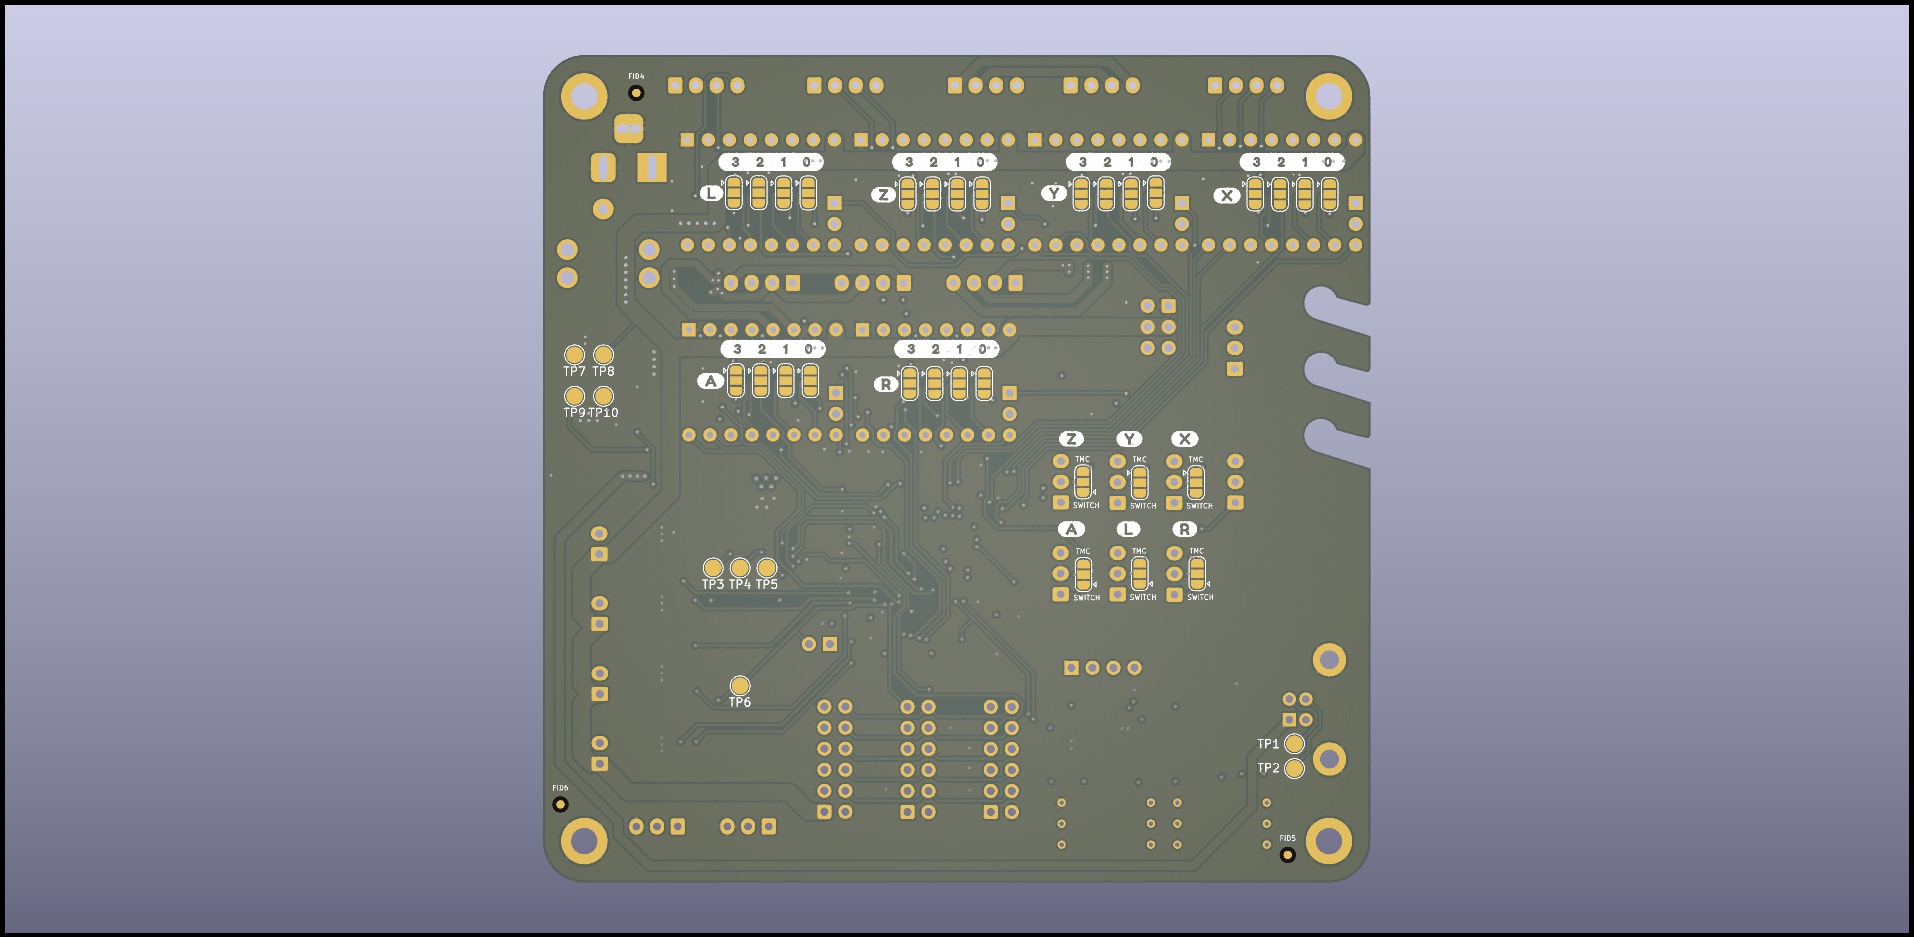 FID4
3 2 1 0
3 2 1 0
3 2 1 0
3 2 1 0
L
Z
Y
X
3 2 1 0
3 2 1 0
A
R
TP7 TP8
TP9 TP10
Z
Y
X
TMC
TMC
TMC
SWITCH
SWITCH
SWITCH
A
L
R
TMC
TMC
TMC
SWITCH
SWITCH
SWITCH
TP3 TP4 TP5
TP6
TP1
TP2
FID6
FID5